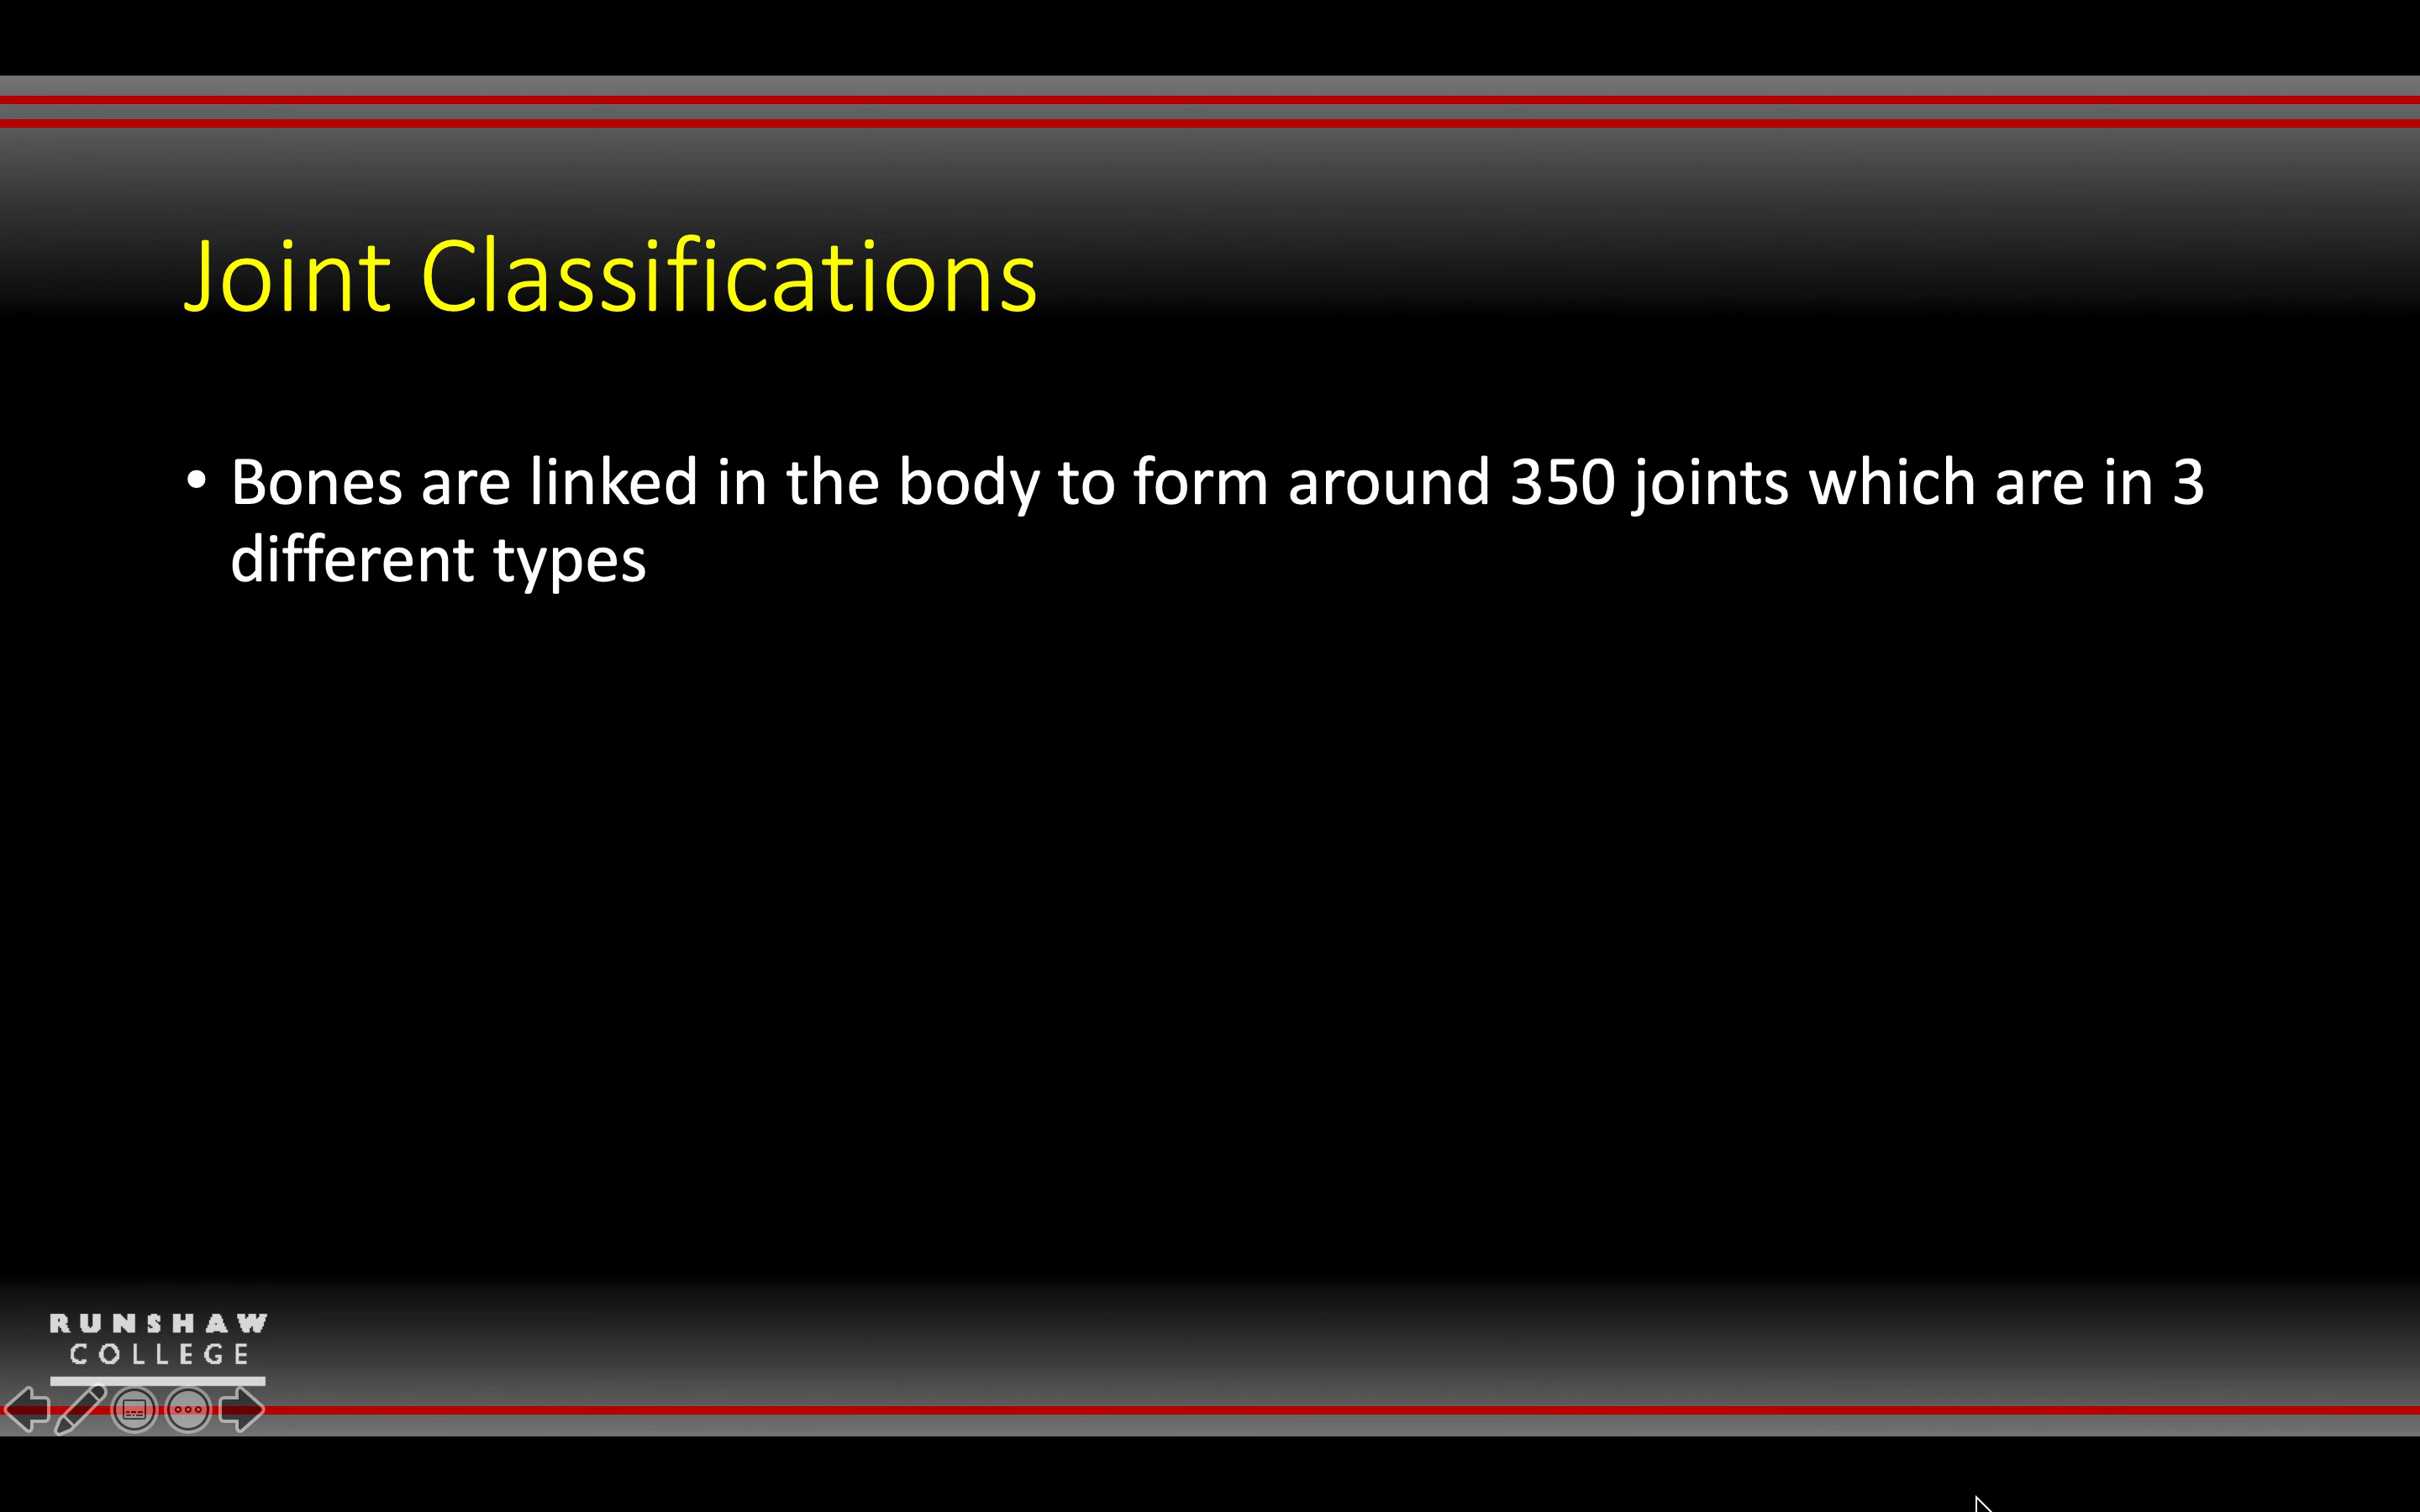 Joint Classifications
• Bones are linked in the body to form around 350 joints which are in 3
different types
RUNSHAW
COLLEGE